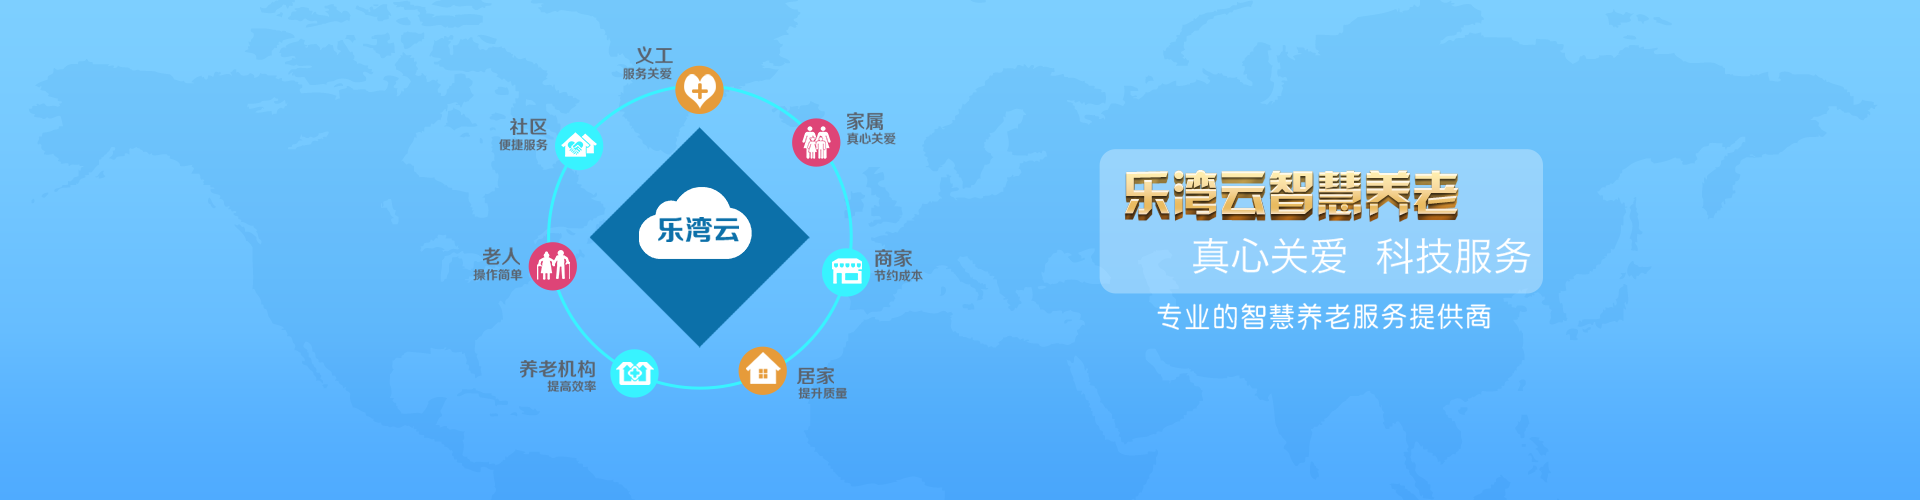 义工
服务关爱
社区
便捷服务
家属
真心关爱
乐湾云
老人
操作简单
商家
节约成本
养老机构
提高效率
居家
提升质量
乐湾云智慧养老
真心关爱 科技服务
专业的智慧养老服务提供商